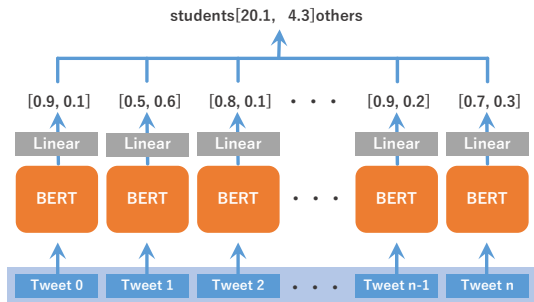 students[20.1, 4.3]others
[0.9, 0.1] [0.5, 0.6] [0.8, 0.1] · · · [0.9, 0.2] [0.7, 0.3]
Linear Linear Linear Linear Linear
BERT BERT BERT · · · BERT BERT
Tweet 0 Tweet 1 Tweet 2 · · · Tweet n-1 Tweet n